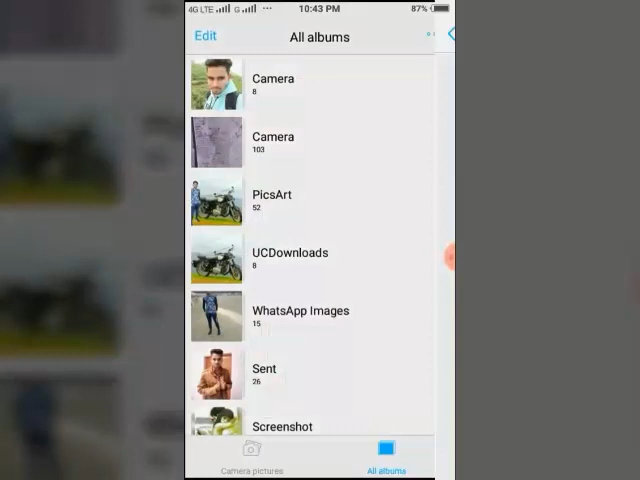 4G LTE G ... 10:43 PM 87%
Edit All albums
Camera
8
Camera
103
PicsArt
52
UCDownloads
8
WhatsApp Images
15
Sent
26
Screenshot
Camera pictures All albums